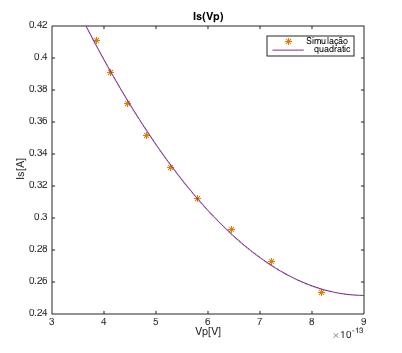 Is(Vp)
0.42
0.4
0.38
0.36
0.34
0.32
0.3
0.28
0.26
0.24
Is[A]
Simulação
quadratic
3 4 5 6 7 8 9
×10^-13
Vp[V]